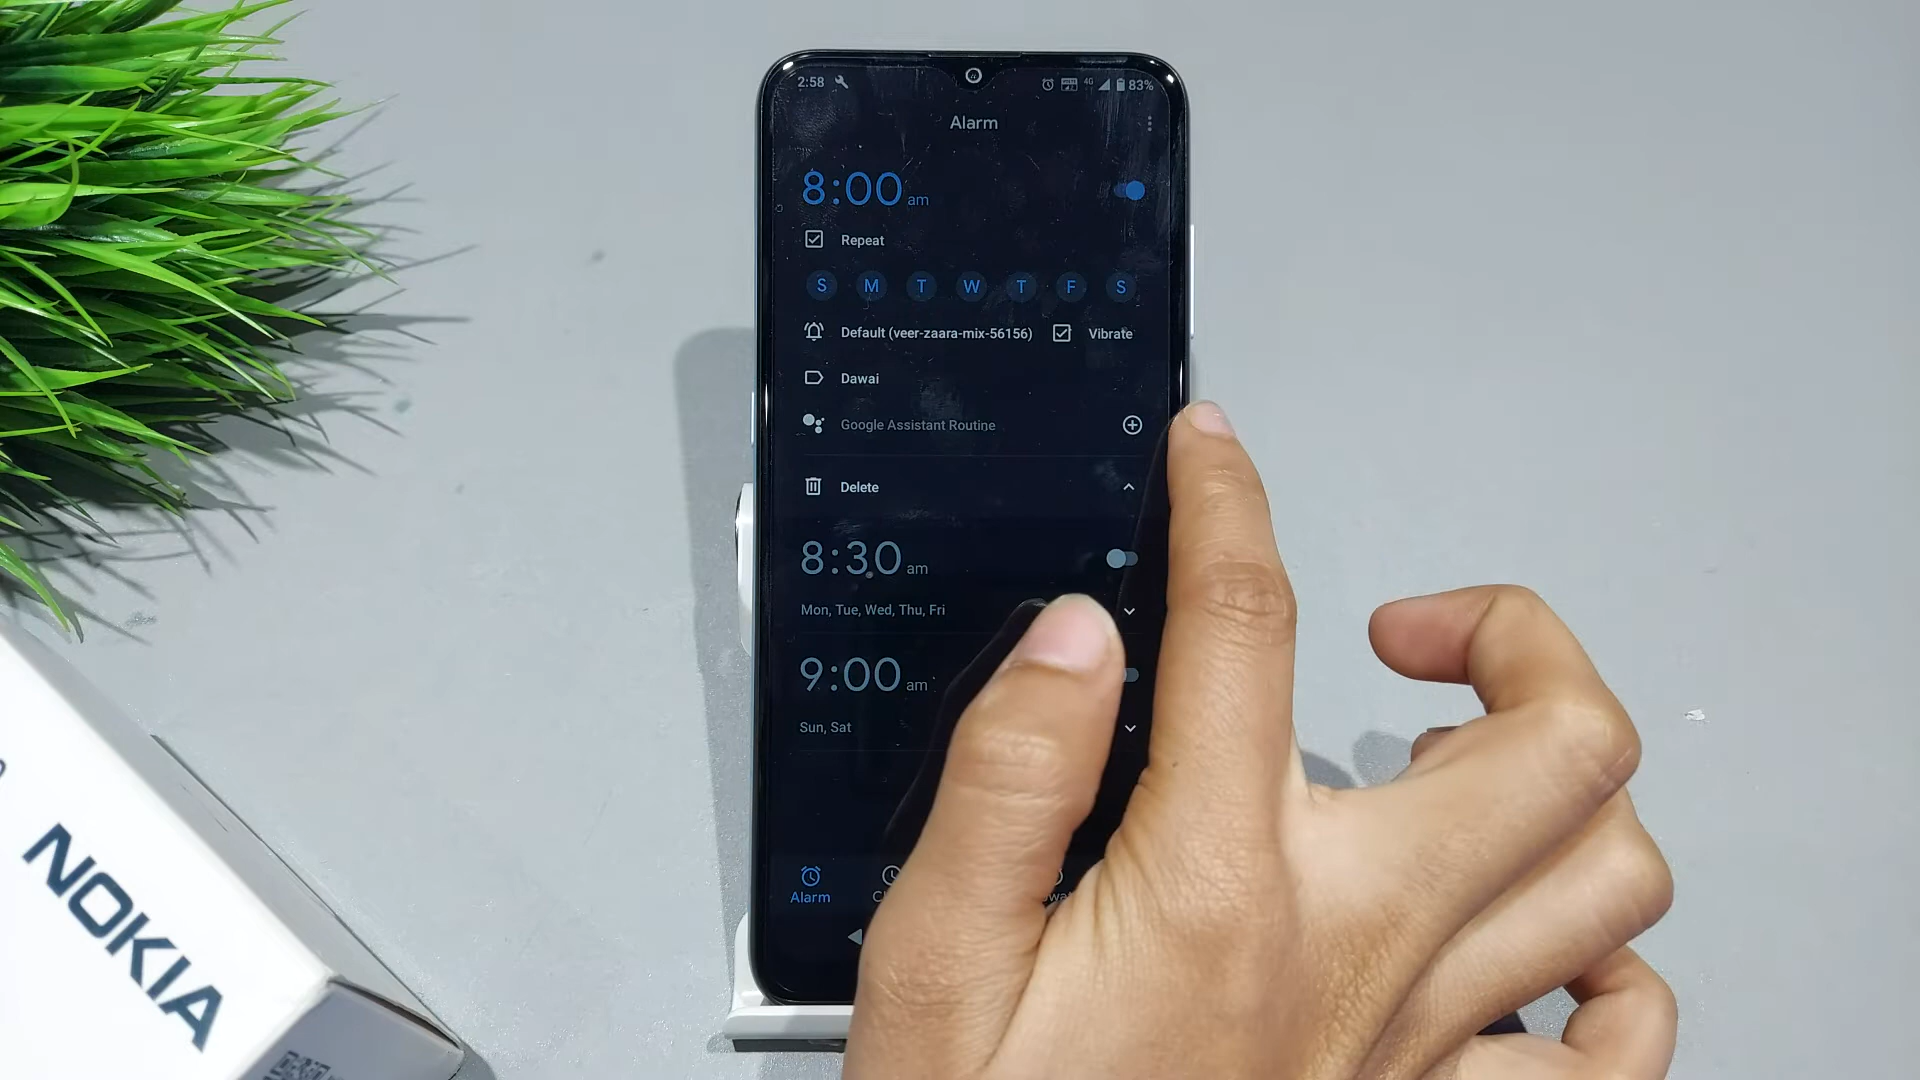 2:58 4G 83%
Alarm
8:00 am
Repeat
S M T W T F S
Default (veer-zaara-mix-56156) Vibrate
Dawai
Google Assistant Routine
Delete
8:30 am
Mon, Tue, Wed, Thu, Fri
9:00 am
Sun, Sat
Alarm
NOKIA